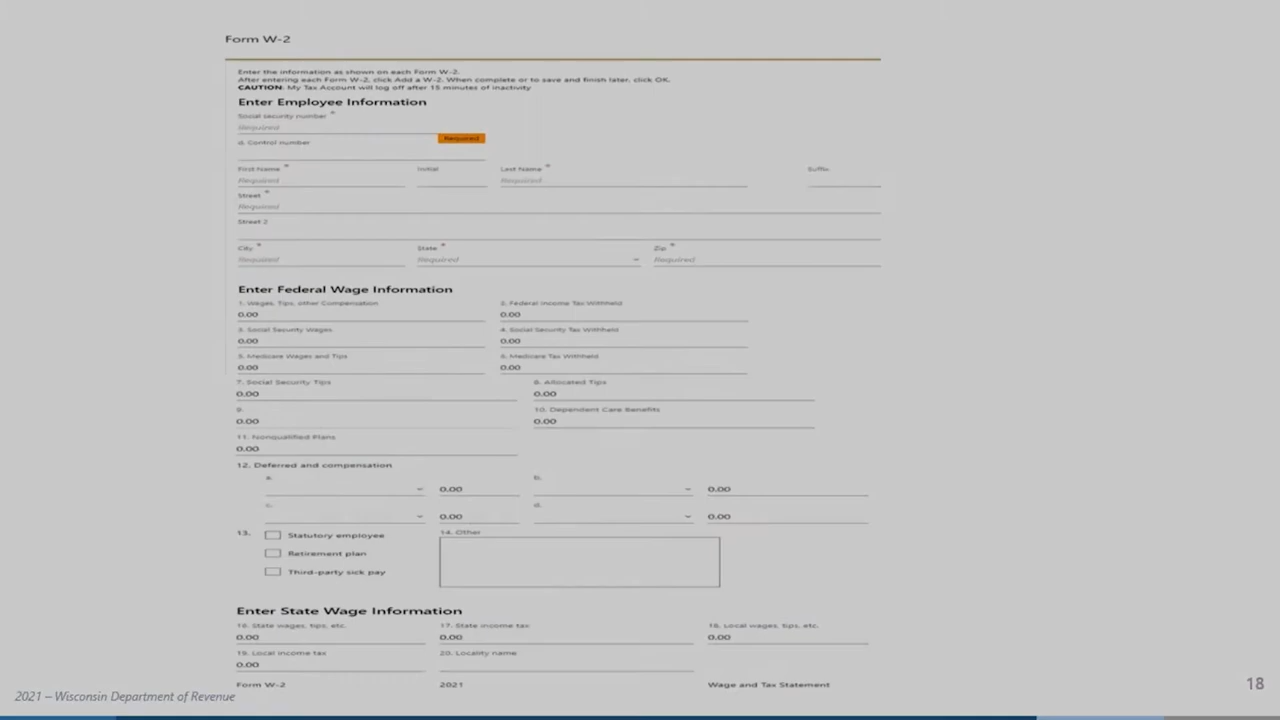 Form W-2
Enter the information as shown on each Form W-2.
After entering each Form W-2, click Add a W-2. When complete or to save and finish later, click OK.
CAUTION: My Tax Account will log off after 15 minutes of inactivity
Enter Employee Information
Social security number *
Required
Required
d. Control number
First Name * Initial Last Name * Suffix
Required Required
Street *
Required
Street 2
City * State * Zip *
Required Required Required
Enter Federal Wage Information
1. Wages, Tips, other Compensation 2. Federal Income Tax Withheld
0.00 0.00
3. Social Security Wages 4. Social Security Tax Withheld
0.00 0.00
5. Medicare Wages and Tips 6. Medicare Tax Withheld
0.00 0.00
7. Social Security Tips 8. Allocated Tips
0.00 0.00
9. 10. Dependent Care Benefits
0.00 0.00
11. Nonqualified Plans
0.00
12. Deferred and compensation
a. b.
0.00 0.00
c. d.
0.00 0.00
13. Statutory employee 14. Other
Retirement plan
Third-party sick pay
Enter State Wage Information
16. State wages, tips, etc. 17. State income tax 18. Local wages, tips, etc.
0.00 0.00 0.00
19. Local income tax 20. Locality name
0.00
Form W-2 2021 Wage and Tax Statement
2021 – Wisconsin Department of Revenue 18